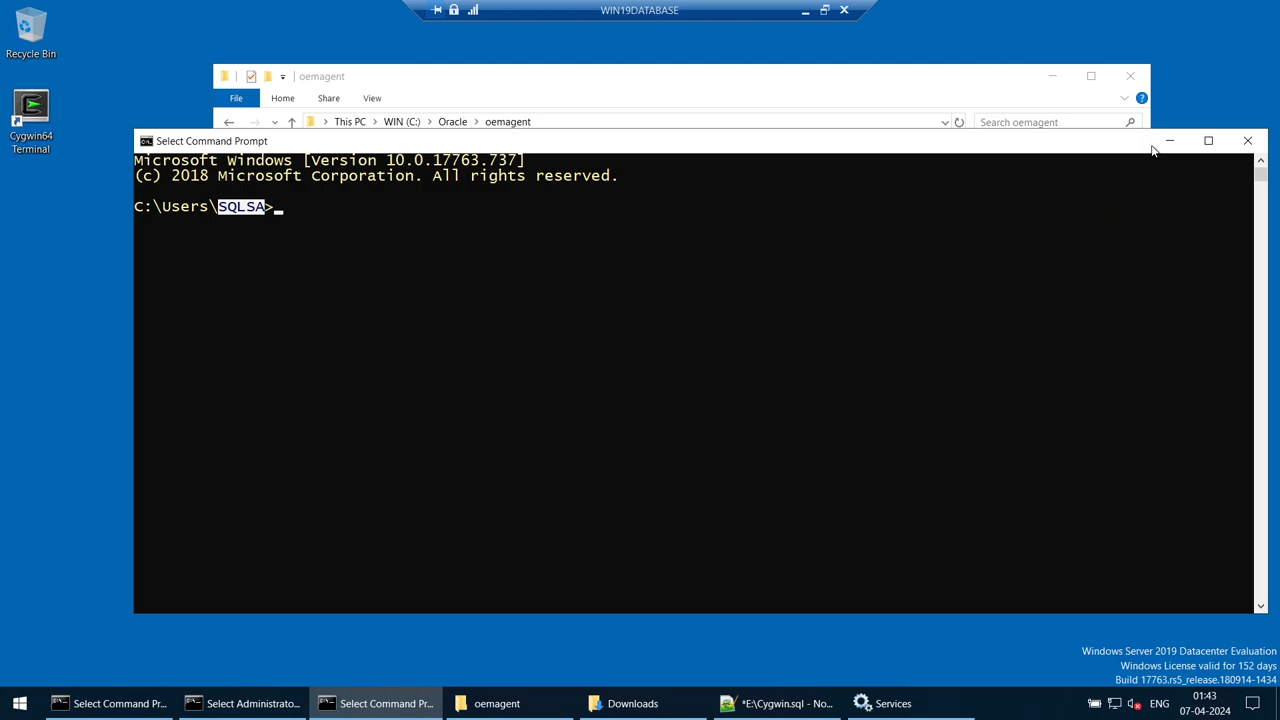 WIN19DATABASE
Recycle Bin
Cygwin64
Terminal
oemagent
File Home Share View
This PC WIN (C:) Oracle oemagent
Search oemagent
Select Command Prompt
Microsoft Windows [Version 10.0.17763.737]
(c) 2018 Microsoft Corporation. All rights reserved.
C:\Users\SQLSA>
Windows Server 2019 Datacenter Evaluation
Windows License valid for 152 days
Build 17763.rs5_release.180914-1434
Select Command Pr...
Select Administrato...
Select Command Pr...
oemagent
Downloads
*E:\Cygwin.sql - No...
Services
ENG
01:43
07-04-2024